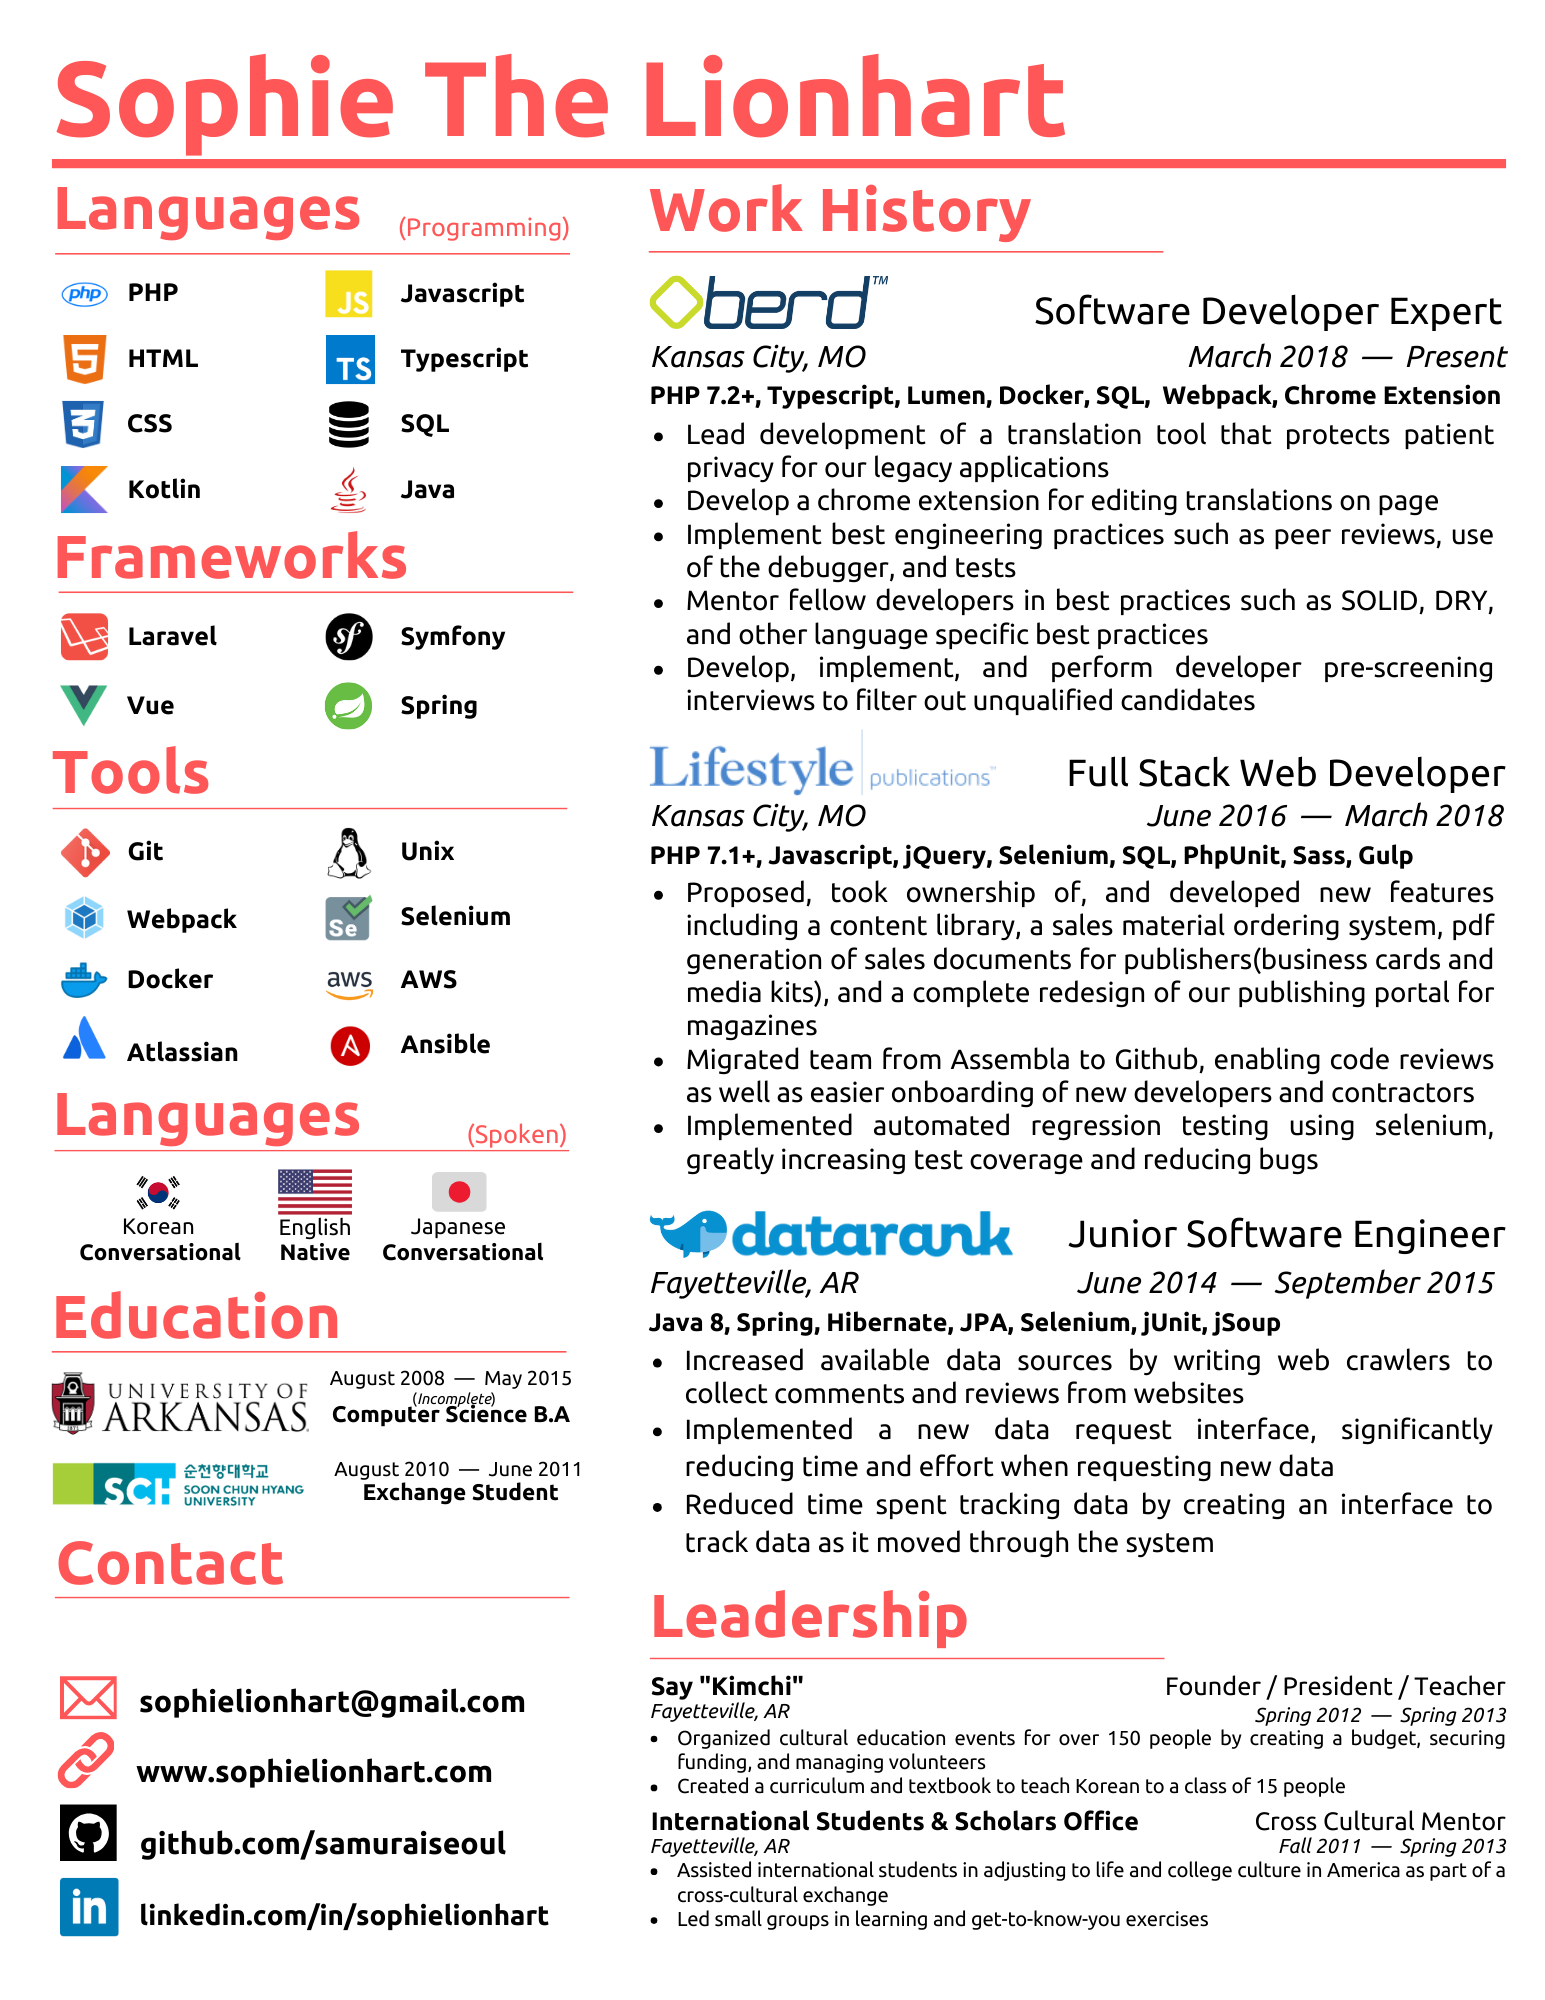 Sophie The Lionhart
Languages (Programming)
php PHP
JS Javascript
5 HTML
TS Typescript
3 CSS
SQL
Kotlin
Java
Frameworks
Laravel
sf Symfony
Vue
Spring
Tools
Git
Unix
Webpack
Se Selenium
Docker
aws AWS
Atlassian
A Ansible
Languages (Spoken)
Korean
Conversational
English
Native
Japanese
Conversational
Education
UNIVERSITY OF
ARKANSAS
August 2008 — May 2015
(Incomplete)
Computer Science B.A
SCH 순천향대학교
SOON CHUN HYANG
UNIVERSITY
August 2010 — June 2011
Exchange Student
Contact
sophielionhart@gmail.com
www.sophielionhart.com
github.com/samuraiseoul
in linkedin.com/in/sophielionhart
Work History
berd™ Software Developer Expert
Kansas City, MO March 2018 — Present
PHP 7.2+, Typescript, Lumen, Docker, SQL, Webpack, Chrome Extension
• Lead development of a translation tool that protects patient
privacy for our legacy applications
• Develop a chrome extension for editing translations on page
• Implement best engineering practices such as peer reviews, use
of the debugger, and tests
• Mentor fellow developers in best practices such as SOLID, DRY,
and other language specific best practices
• Develop, implement, and perform developer pre-screening
interviews to filter out unqualified candidates
Lifestyle publications™ Full Stack Web Developer
Kansas City, MO June 2016 — March 2018
PHP 7.1+, Javascript, jQuery, Selenium, SQL, PhpUnit, Sass, Gulp
• Proposed, took ownership of, and developed new features
including a content library, a sales material ordering system, pdf
generation of sales documents for publishers(business cards and
media kits), and a complete redesign of our publishing portal for
magazines
• Migrated team from Assembla to Github, enabling code reviews
as well as easier onboarding of new developers and contractors
• Implemented automated regression testing using selenium,
greatly increasing test coverage and reducing bugs
datarank Junior Software Engineer
Fayetteville, AR June 2014 — September 2015
Java 8, Spring, Hibernate, JPA, Selenium, jUnit, jSoup
• Increased available data sources by writing web crawlers to
collect comments and reviews from websites
• Implemented a new data request interface, significantly
reducing time and effort when requesting new data
• Reduced time spent tracking data by creating an interface to
track data as it moved through the system
Leadership
Say "Kimchi" Founder / President / Teacher
Fayetteville, AR Spring 2012 — Spring 2013
• Organized cultural education events for over 150 people by creating a budget, securing
funding, and managing volunteers
• Created a curriculum and textbook to teach Korean to a class of 15 people
International Students & Scholars Office Cross Cultural Mentor
Fayetteville, AR Fall 2011 — Spring 2013
• Assisted international students in adjusting to life and college culture in America as part of a
cross-cultural exchange
• Led small groups in learning and get-to-know-you exercises